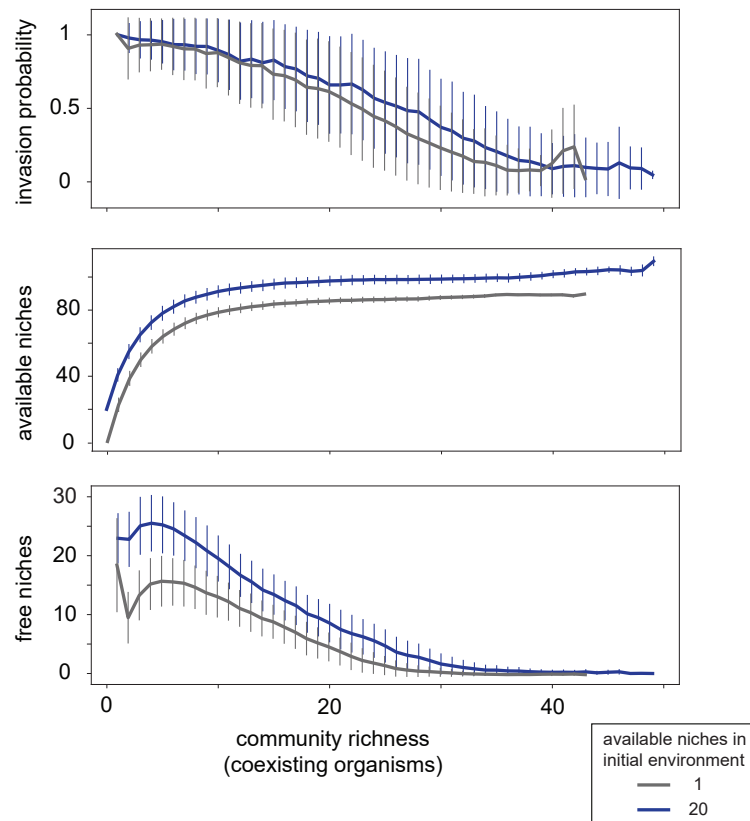 invasion probability
1
0.5
0
available niches
80
40
0
free niches
30
20
10
0
0 20 40
community richness
(coexisting organisms)
available niches in
initial environment
1
20